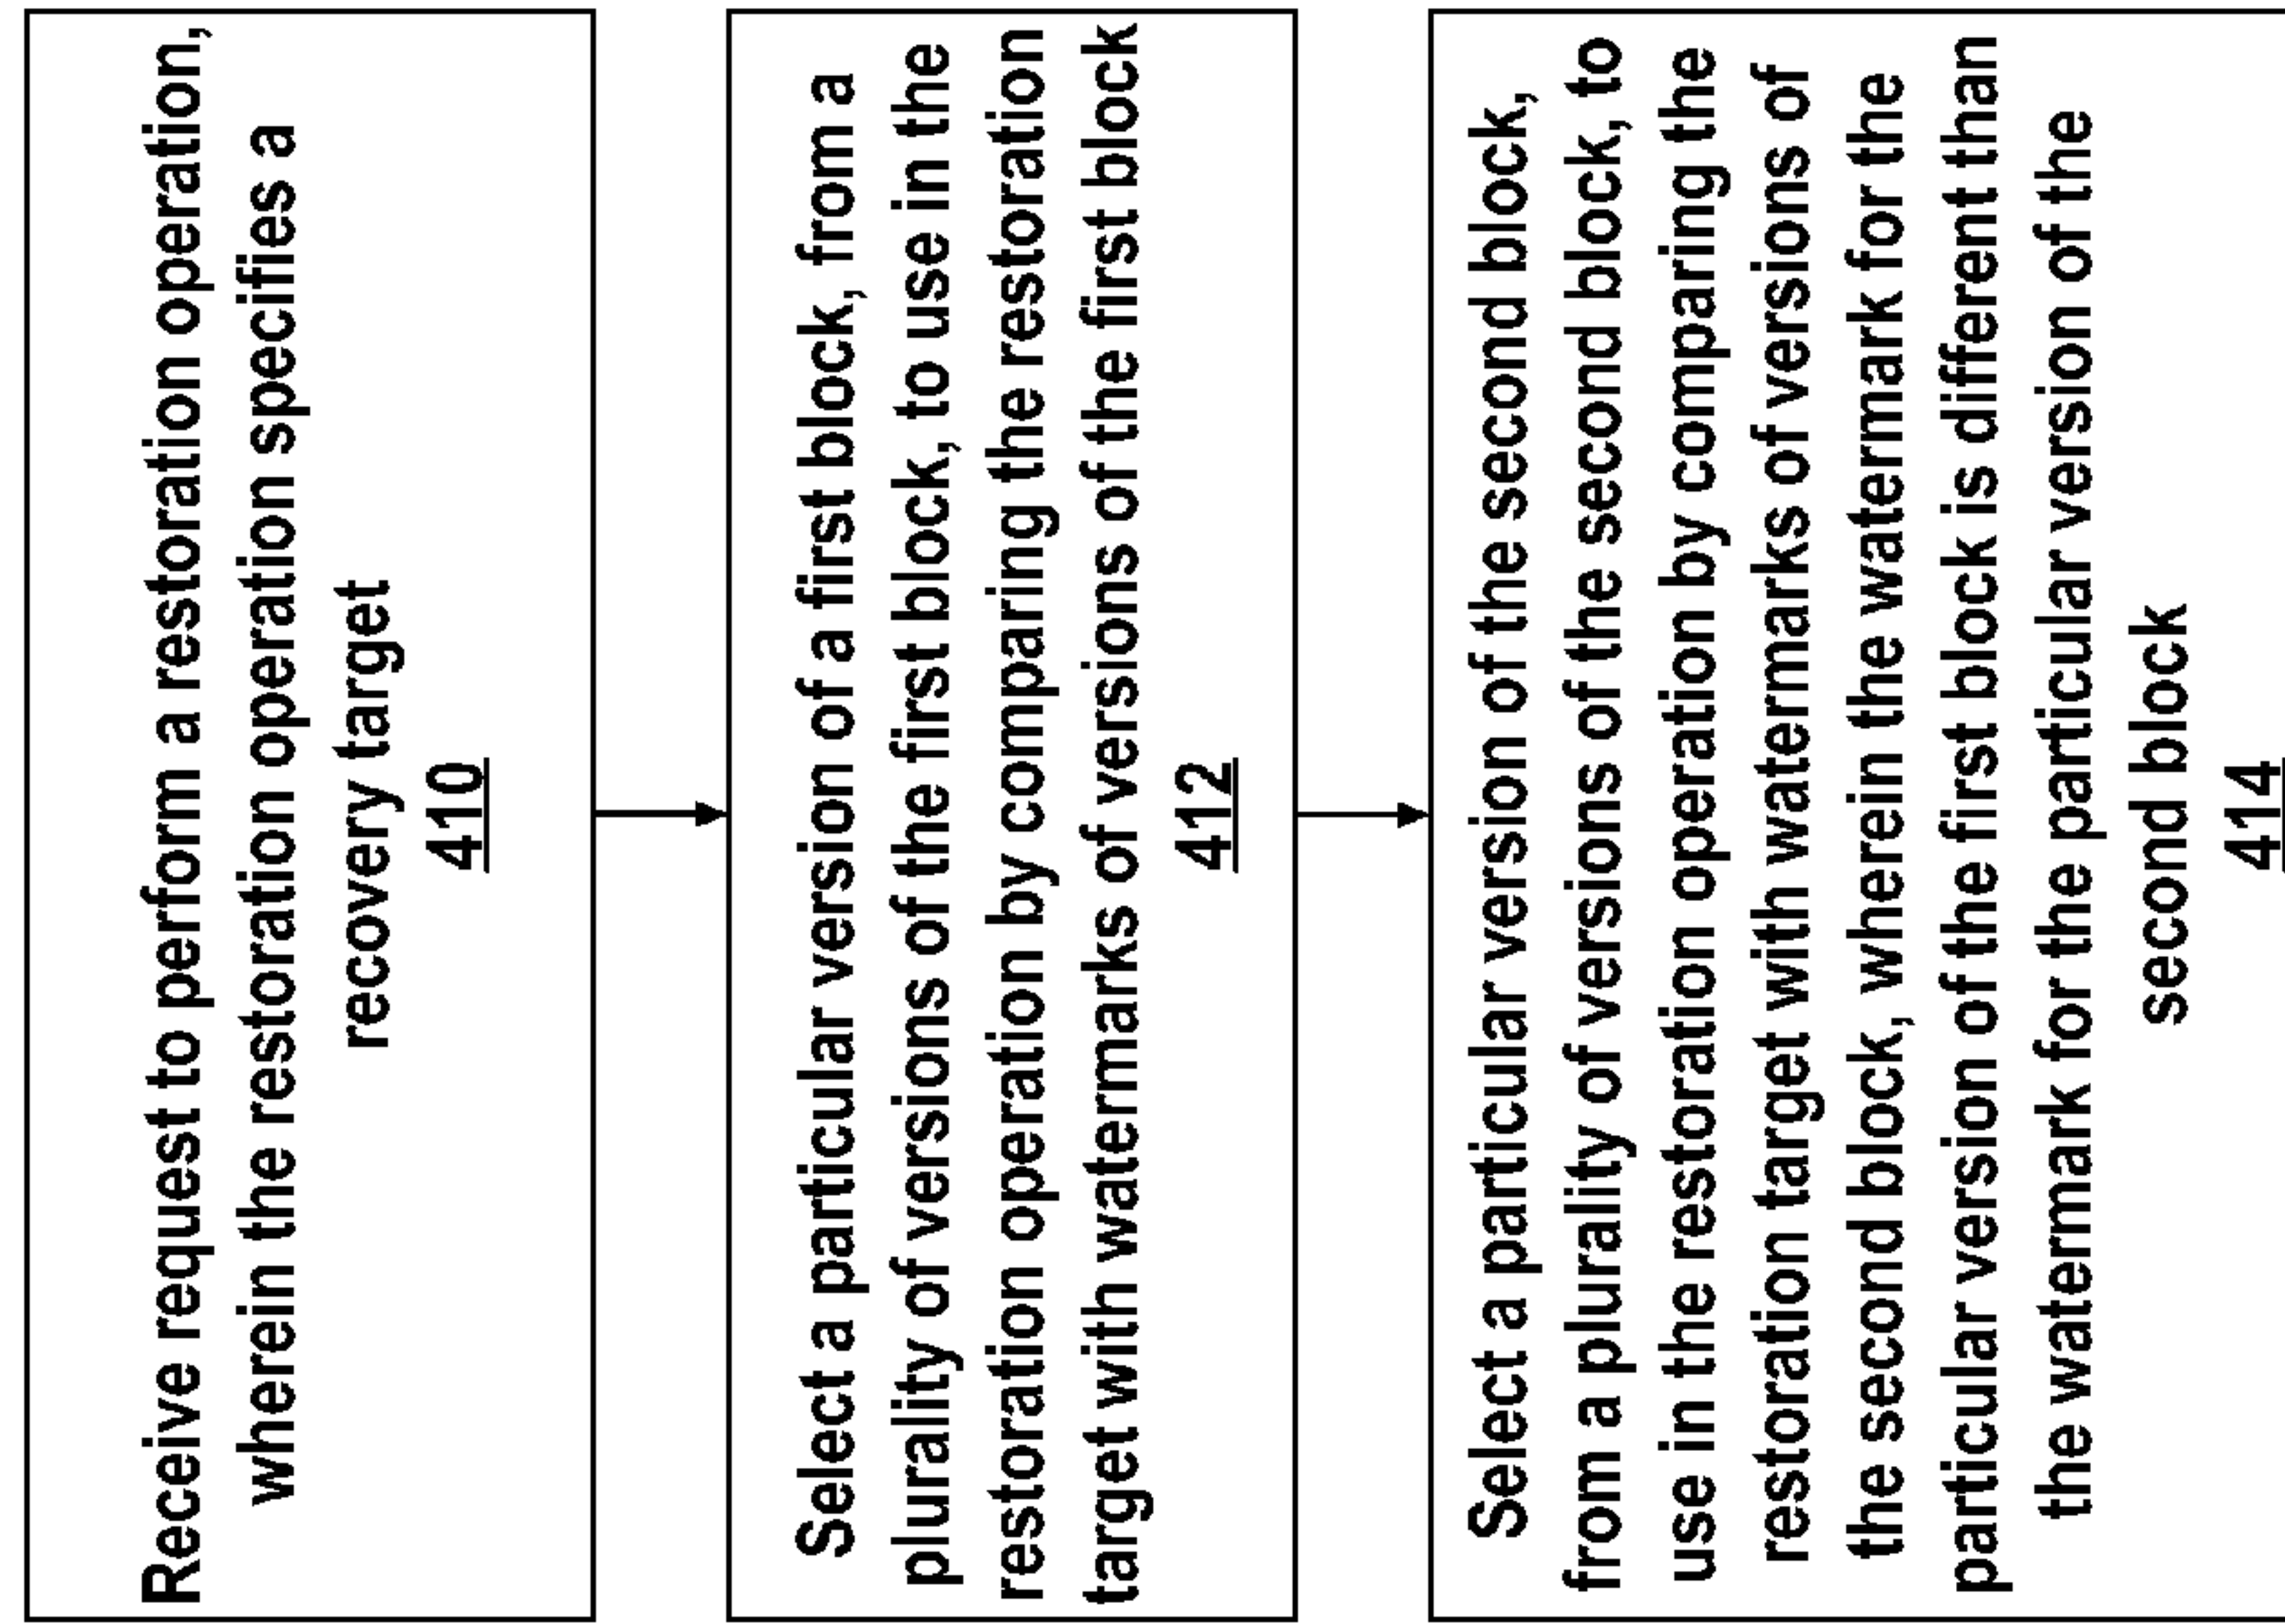 Receive request to perform a restoration operation,
wherein the restoration operation specifies a
recovery target
410
Select a particular version of a first block, from a
plurality of versions of the first block, to use in the
restoration operation by comparing the restoration
target with watermarks of versions of the first block
412
Select a particular version of the second block,
from a plurality of versions of the second block, to
use in the restoration operation by comparing the
restoration target with watermarks of versions of
the second block, wherein the watermark for the
particular version of the first block is different than
the watermark for the particular version of the
second block
414